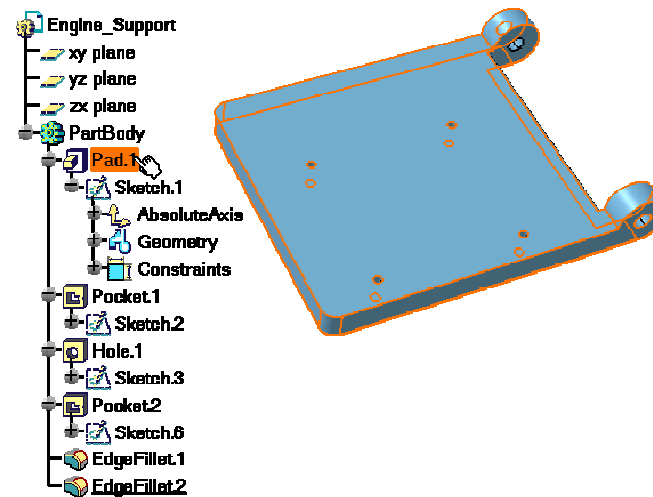 Engine_Support
xy plane
yz plane
zx plane
PartBody
Pad.1
Sketch.1
AbsoluteAxis
Geometry
Constraints
Pocket.1
Sketch.2
Hole.1
Sketch.3
Pocket.2
Sketch.6
EdgeFillet.1
EdgeFillet.2